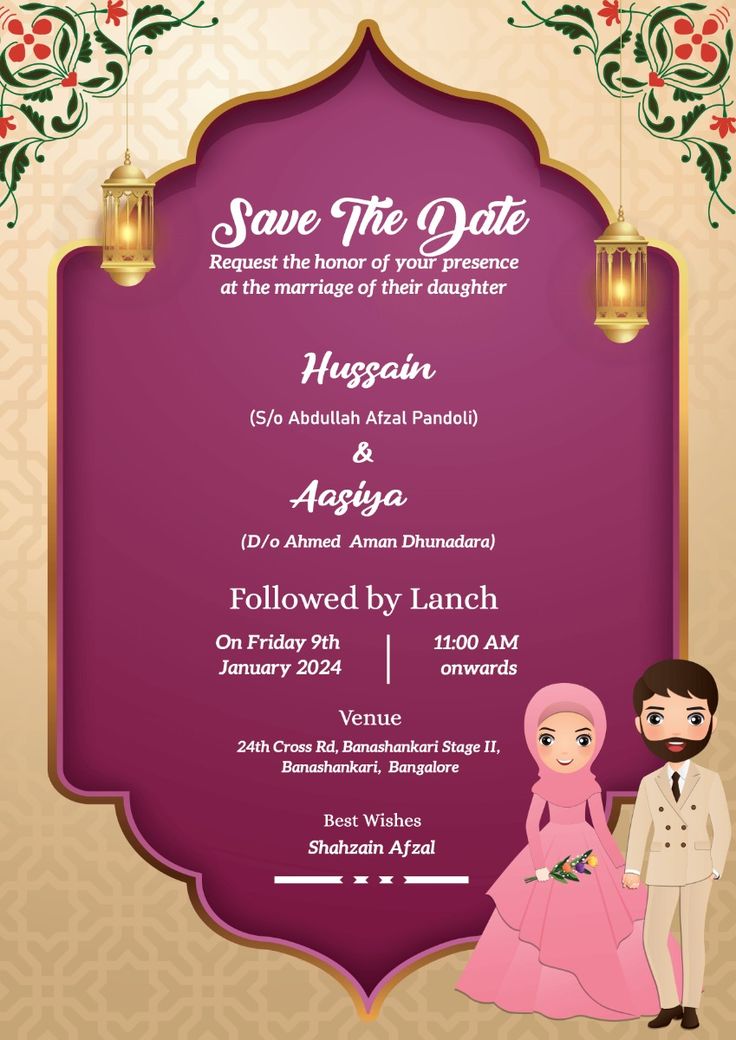 Save The Date
Request the honor of your presence
at the marriage of their daughter
Hussain
(S/o Abdullah Afzal Pandoli)
&
Aasiya
(D/o Ahmed Aman Dhunadara)
Followed by Lanch
On Friday 9th
January 2024
11:00 AM
onwards
Venue
24th Cross Rd, Banashankari Stage II,
Banashankari, Bangalore
Best Wishes
Shahzain Afzal